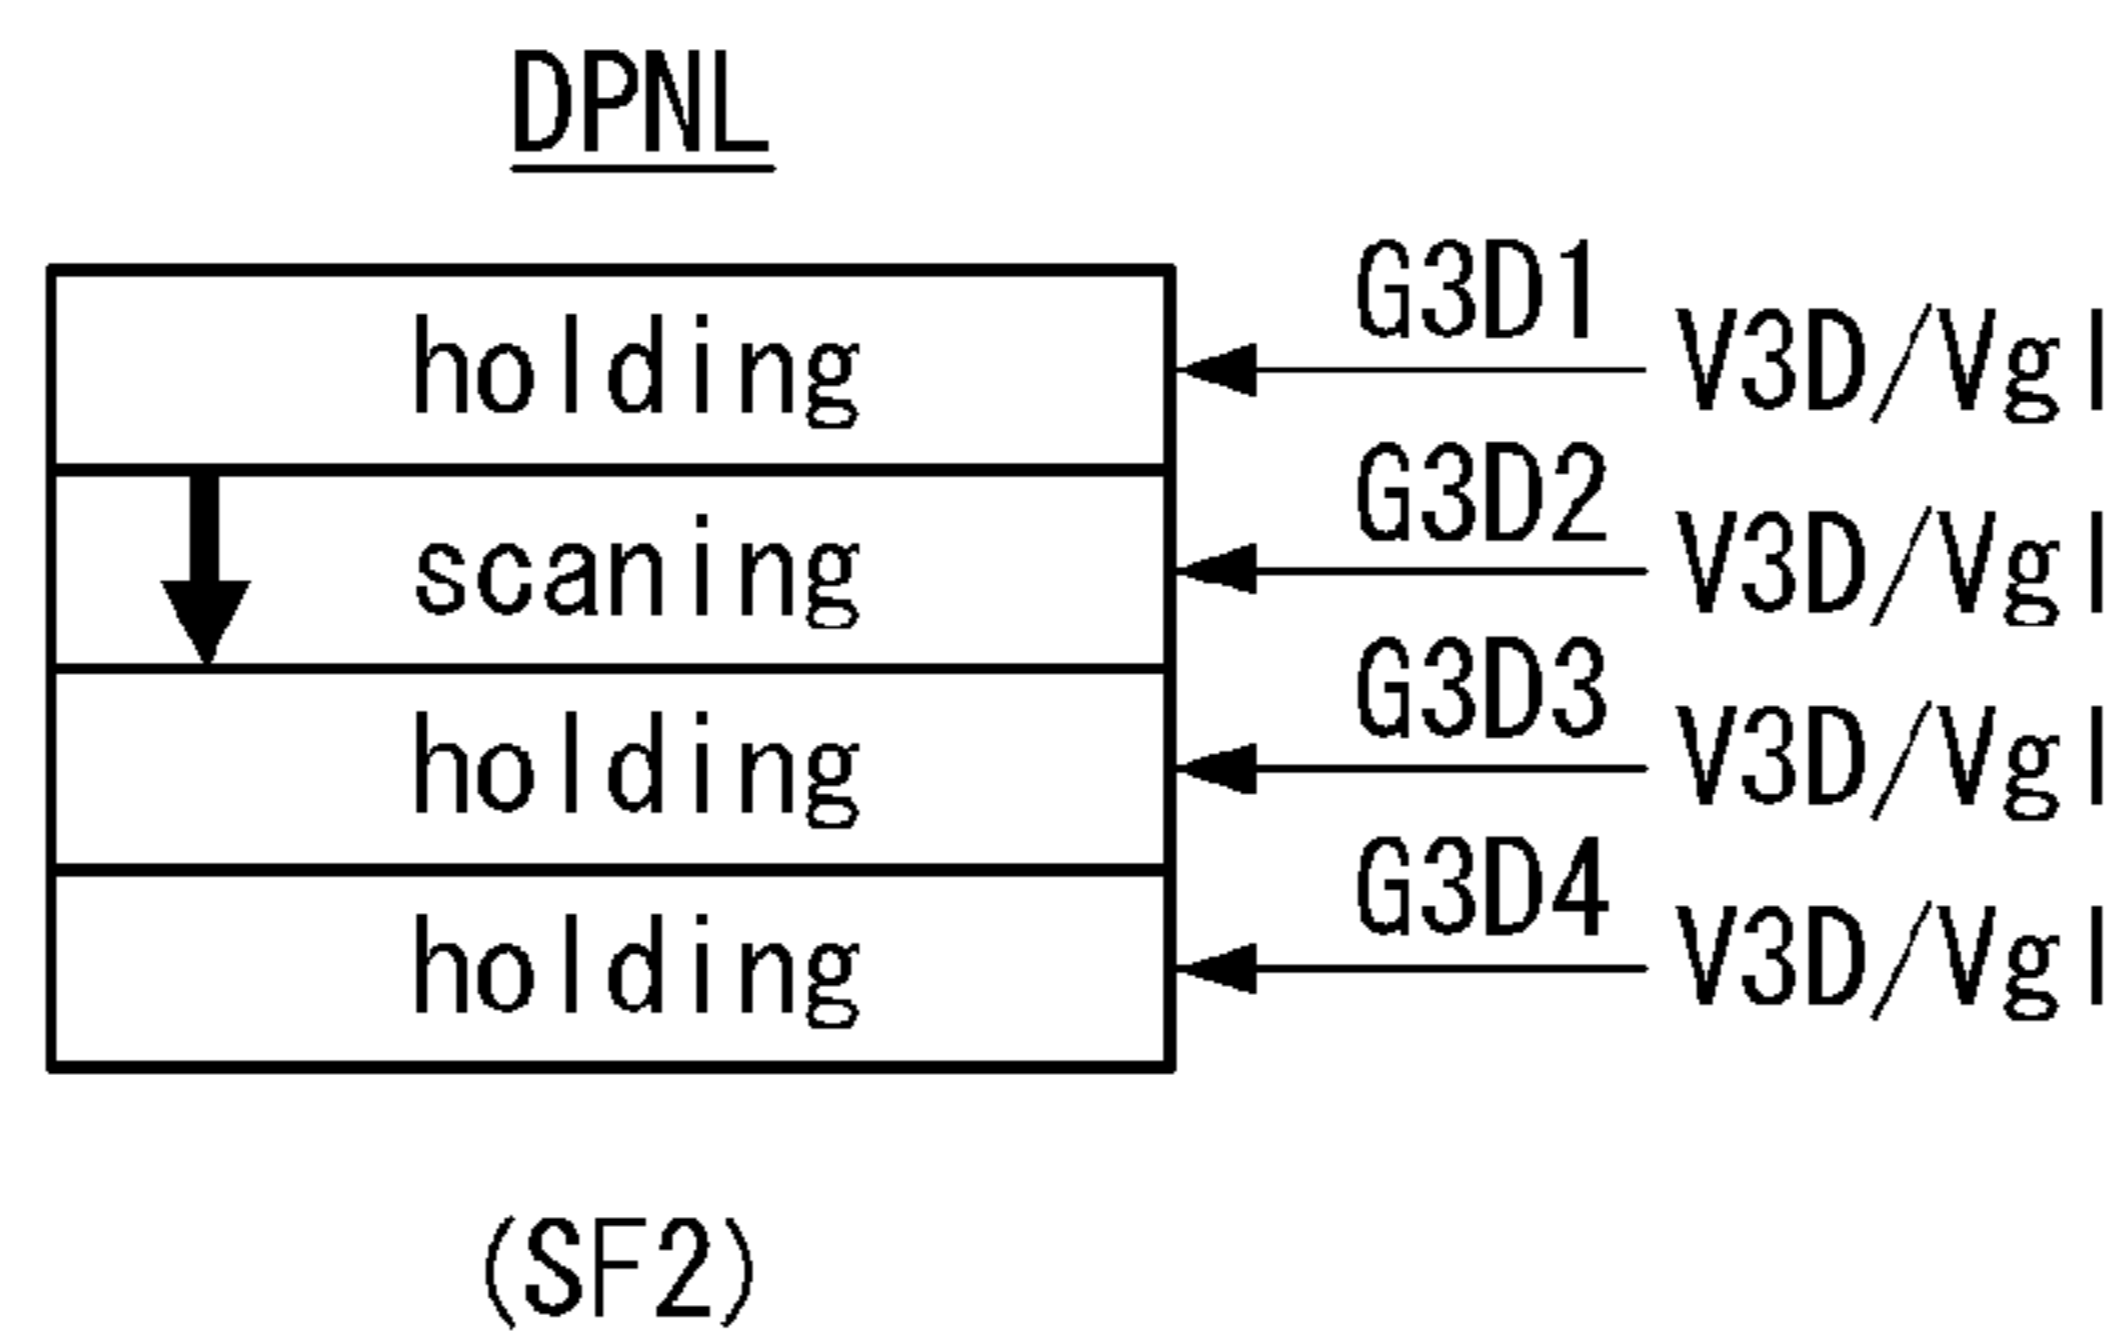 DPNL
G3D1
holding V3D/Vgl
G3D2
scaning V3D/Vgl
G3D3
holding V3D/Vgl
G3D4
holding V3D/Vgl
(SF2)